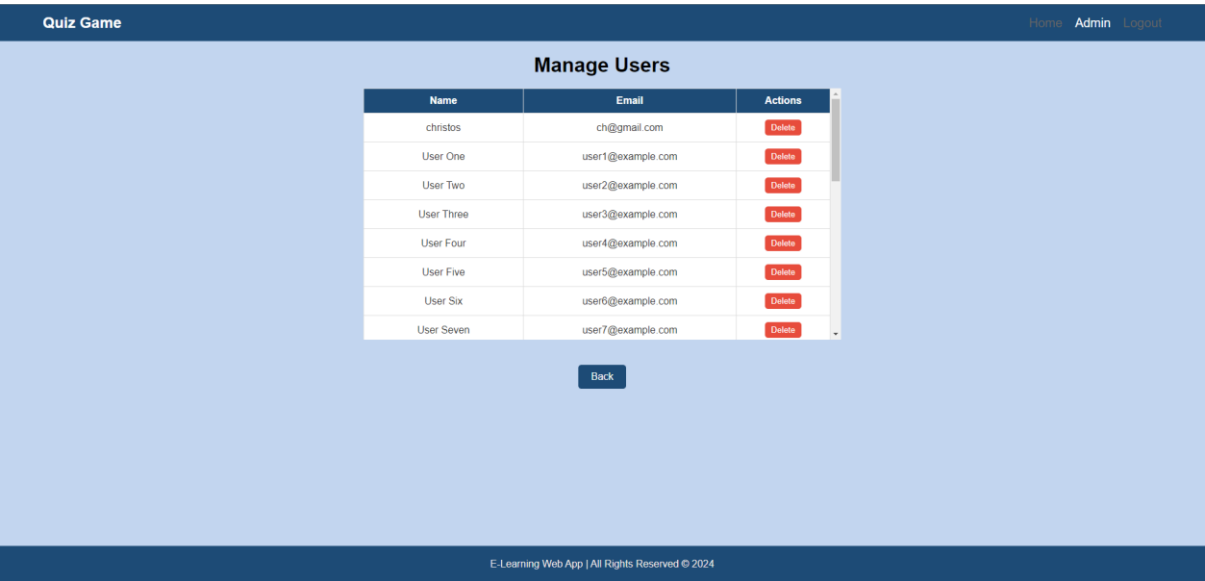 Quiz Game Home Admin Logout
Manage Users
Name Email Actions
christos ch@gmail.com Delete
User One user1@example.com Delete
User Two user2@example.com Delete
User Three user3@example.com Delete
User Four user4@example.com Delete
User Five user5@example.com Delete
User Six user6@example.com Delete
User Seven user7@example.com Delete
Back
E-Learning Web App | All Rights Reserved © 2024